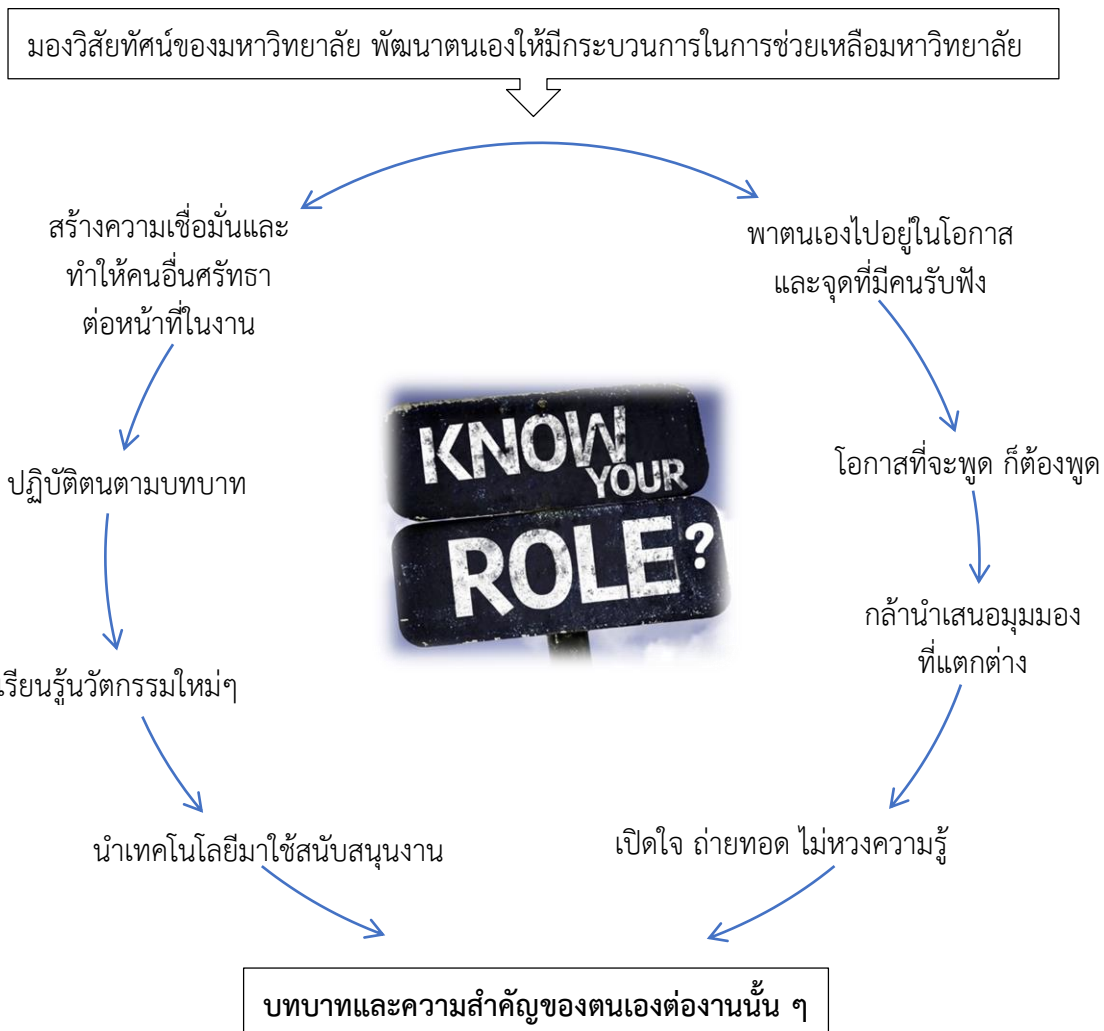 มองวิสัยทัศน์ของมหาวิทยาลัย พัฒนาตนเองให้มีกระบวนการในการช่วยเหลือมหาวิทยาลัย
สร้างความเชื่อมั่นและ
ทำให้คนอื่นศรัทธา
ต่อหน้าที่ในงาน
ปฏิบัติตนตามบทบาท
เรียนรู้นวัตกรรมใหม่ๆ
นำเทคโนโลยีมาใช้สนับสนุนงาน
พาตนเองไปอยู่ในโอกาส
และจุดที่มีคนรับฟัง
โอกาสที่จะพูด ก็ต้องพูด
กล้านำเสนอมุมมอง
ที่แตกต่าง
เปิดใจ ถ่ายทอด ไม่หวงความรู้
KNOW
YOUR
ROLE?
บทบาทและความสำคัญของตนเองต่องานนั้น ๆ